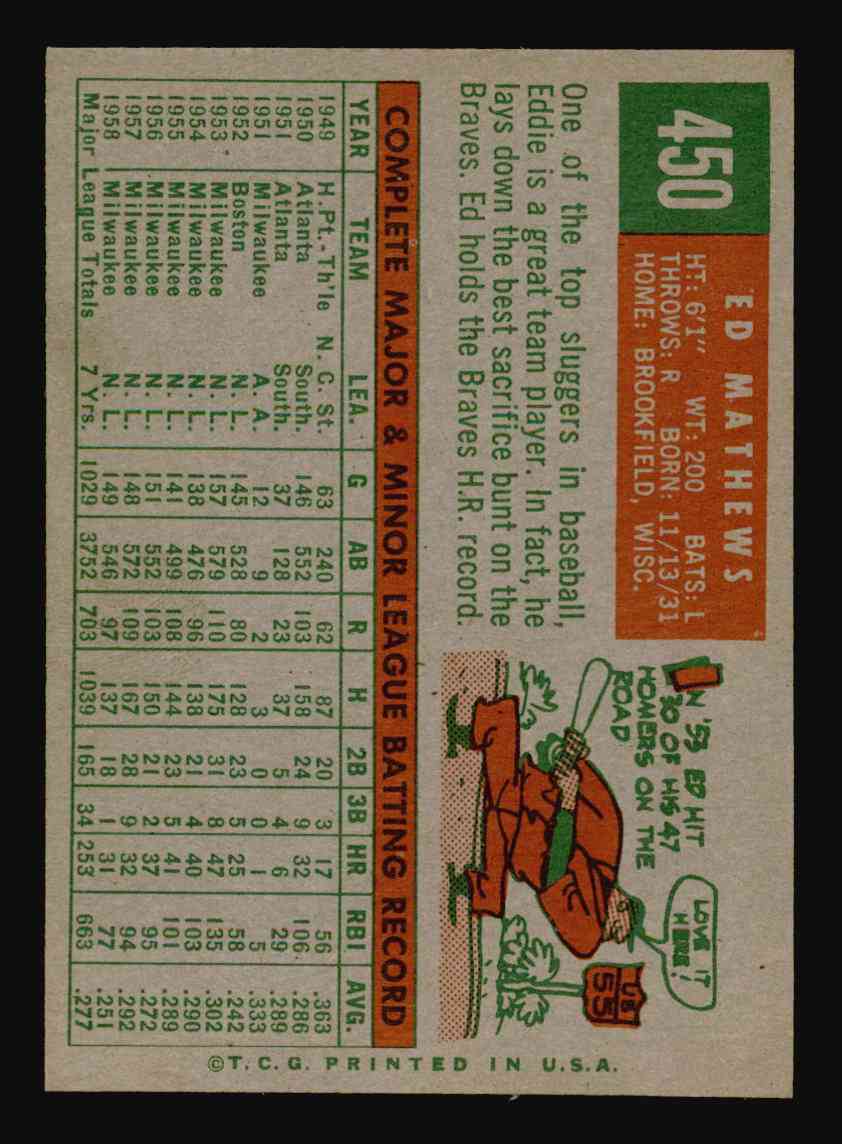 450
ED MATHEWS
HT: 6'1" WT: 200 BATS: L
THROWS: R BORN: 11/13/31
HOME: BROOKFIELD, WISC.
One of the top sluggers in baseball,
Eddie is a great team player. In fact, he
lays down the best sacrifice bunt on the
Braves. Ed holds the Braves H.R. record.
IN '53 ED HIT
30 OF HIS 47
HOMERS ON THE
ROAD
LOVE IT
HERE!
US
55
COMPLETE MAJOR & MINOR LEAGUE BATTING RECORD
YEAR TEAM LEA. G AB R H 2B 3B HR RBI AVG.
1949 H.Pt.-Th'le N. C. St. 63 240 62 87 20 3 17 56 .363
1950 Atlanta South. 146 552 103 158 24 9 32 106 .286
1951 Atlanta South. 37 128 23 37 5 4 6 29 .289
1951 Milwaukee A. A. 12 9 2 3 0 0 1 5 .333
1952 Boston N. L. 145 528 80 128 23 5 25 58 .242
1953 Milwaukee N. L. 157 579 110 175 31 8 47 135 .302
1954 Milwaukee N. L. 138 476 96 138 21 4 40 103 .290
1955 Milwaukee N. L. 141 499 108 144 23 5 41 101 .289
1956 Milwaukee N. L. 151 552 103 150 21 2 37 95 .272
1957 Milwaukee N. L. 148 572 109 167 28 9 32 94 .292
1958 Milwaukee N. L. 149 546 97 137 18 1 31 77 .251
Major League Totals 7 Yrs. 1029 3752 703 1039 165 34 253 663 .277
©T.C.G. PRINTED IN U.S.A.